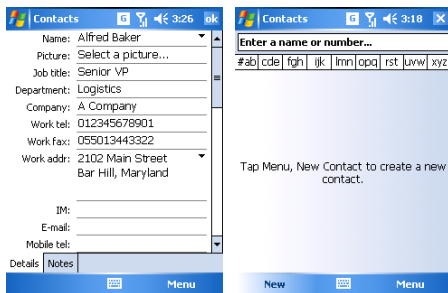 Contacts G 3:26 ok
Name: Alfred Baker
Picture: Select a picture...
Job title: Senior VP
Department: Logistics
Company: A Company
Work tel: 012345678901
Work fax: 055013443322
Work addr: 2102 Main Street
Bar Hill, Maryland
IM:
E-mail:
Mobile tel:
Details Notes
Menu
Contacts G 3:18 X
Enter a name or number...
#ab cde fgh ijk lmn opq rst uvw xyz
Tap Menu, New Contact to create a new
contact.
New Menu